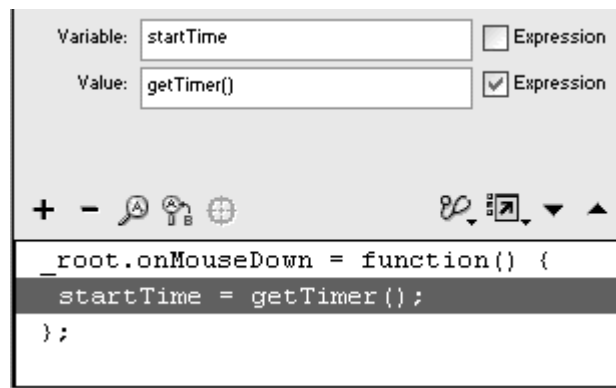 Variable: startTime Expression
Value: getTimer() Expression
_root.onMouseDown = function() {
startTime = getTimer();
};